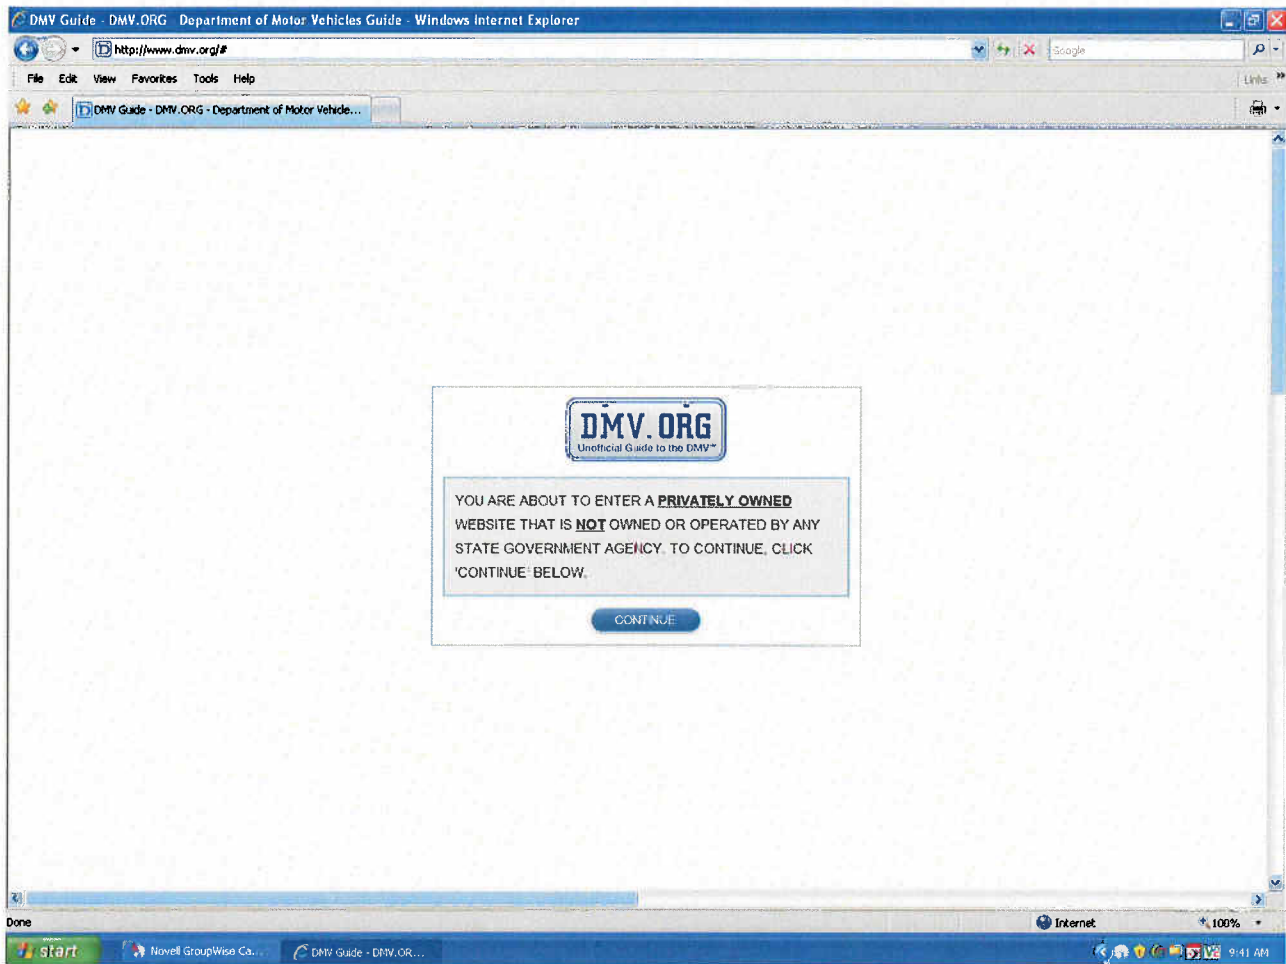 DMV Guide - DMV.ORG Department of Motor Vehicles Guide - Windows Internet Explorer
http://www.dmv.org/#
Google
File Edit View Favorites Tools Help
Links »
DMV Guide - DMV.ORG - Department of Motor Vehicle...
DMV.ORG
Unofficial Guide to the DMV℠
YOU ARE ABOUT TO ENTER A PRIVATELY OWNED
WEBSITE THAT IS NOT OWNED OR OPERATED BY ANY
STATE GOVERNMENT AGENCY. TO CONTINUE, CLICK
'CONTINUE' BELOW.
CONTINUE
Done
Internet
100%
start
Novell GroupWise Ca...
DMV Guide - DMV.OR...
9:41 AM